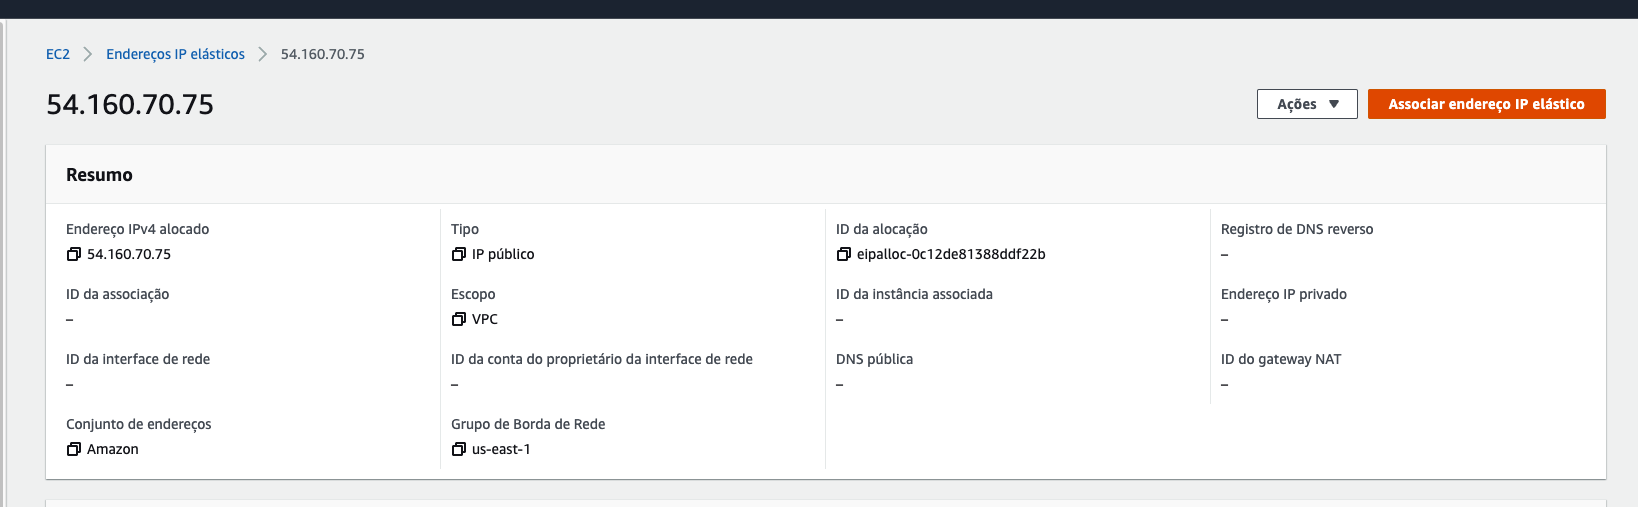 EC2 > Endereços IP elásticos > 54.160.70.75
54.160.70.75
Ações ▼ Associar endereço IP elástico
Resumo
Endereço IPv4 alocado Tipo ID da alocação Registro de DNS reverso
54.160.70.75 IP público eipalloc-0c12de81388ddf22b –
ID da associação Escopo ID da instância associada Endereço IP privado
– VPC – –
ID da interface de rede ID da conta do proprietário da interface de rede DNS pública ID do gateway NAT
– – – –
Conjunto de endereços Grupo de Borda de Rede
Amazon us-east-1